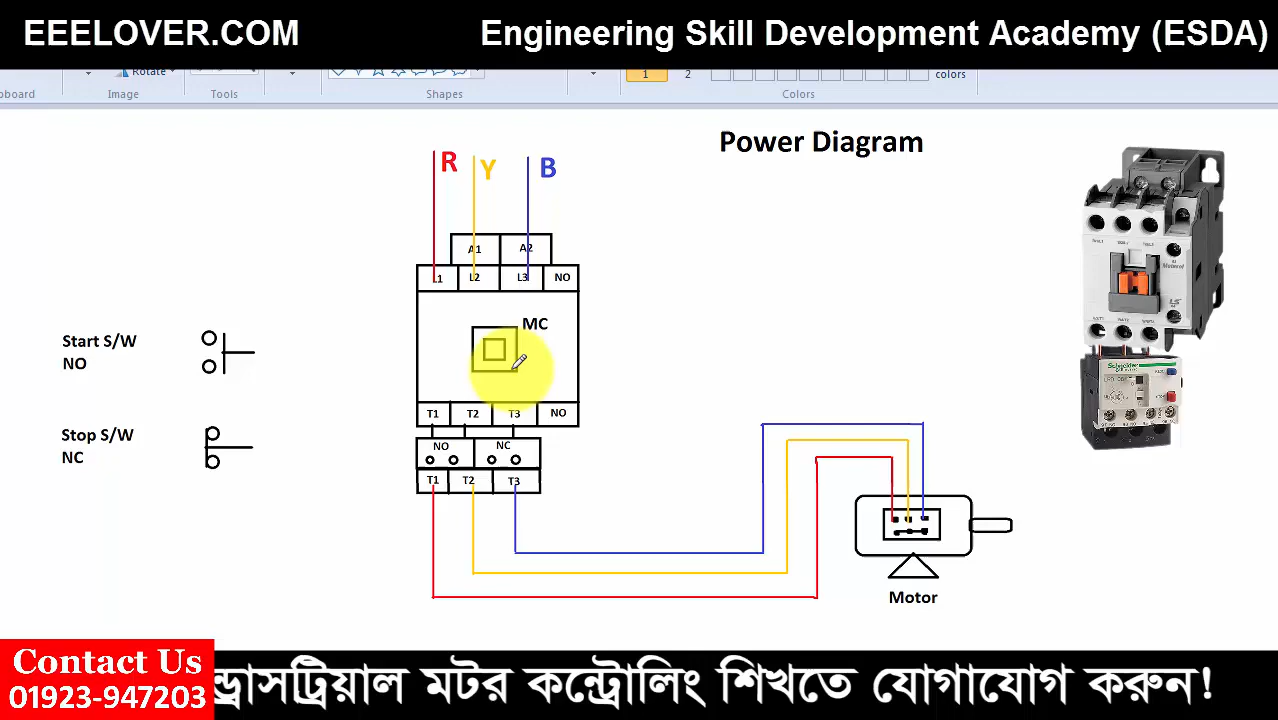 EEELOVER.COM
Engineering Skill Development Academy (ESDA)
Rotate
Image
Tools
Shapes
1
2
colors
Colors
Power Diagram
R Y B
A1 A2
L1 L2 L3 NO
MC
Start S/W
NO
T1 T2 T3 NO
Stop S/W
NC
NO NC
T1 T2 T3
Motor
Schneider
Contact Us
01923-947203
ন্ড্রাসট্রিয়াল মটর কন্ট্রোলিং শিখতে যোগাযোগ করুন!